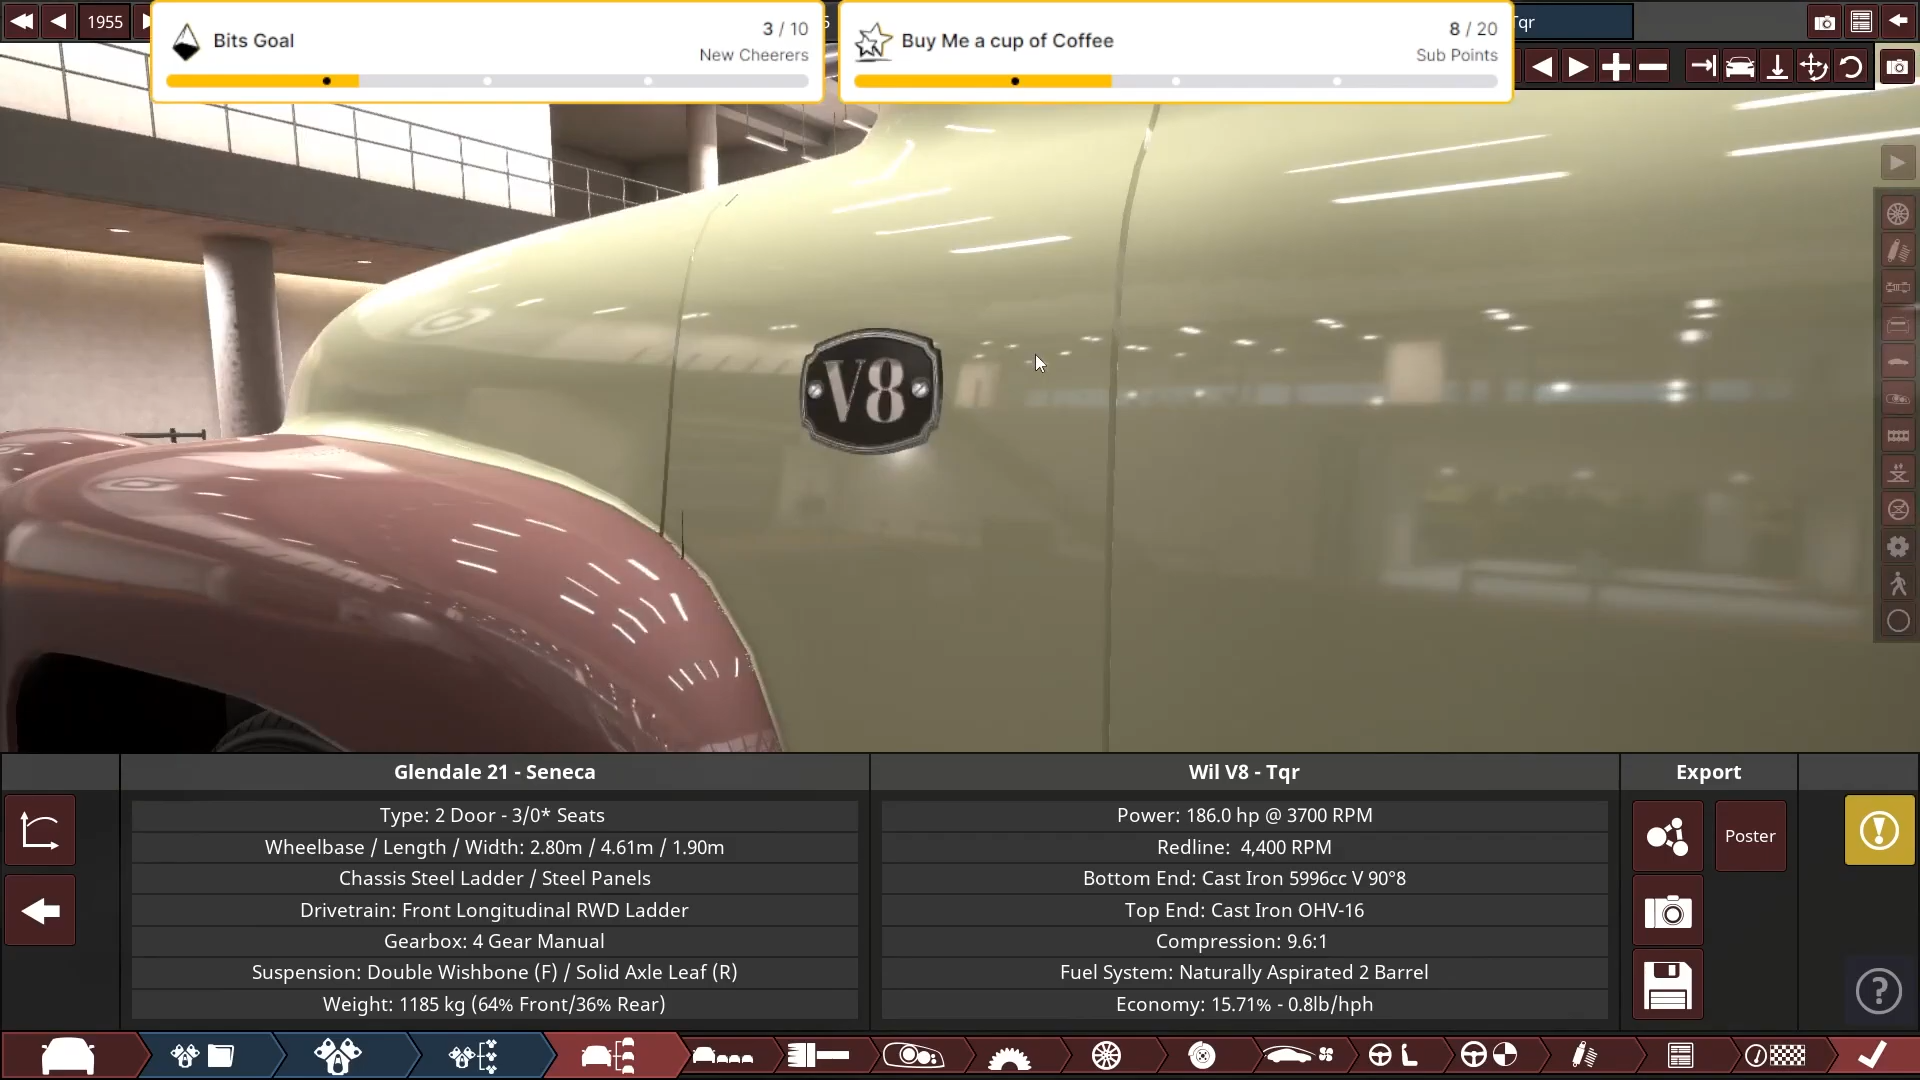 1955
Bits Goal
3 / 10
New Cheerers
5
Buy Me a cup of Coffee
8 / 20
Sub Points
Tqr
V8
Glendale 21 - Seneca
Type: 2 Door - 3/0* Seats
Wheelbase / Length / Width: 2.80m / 4.61m / 1.90m
Chassis Steel Ladder / Steel Panels
Drivetrain: Front Longitudinal RWD Ladder
Gearbox: 4 Gear Manual
Suspension: Double Wishbone (F) / Solid Axle Leaf (R)
Weight: 1185 kg (64% Front/36% Rear)
Wil V8 - Tqr
Power: 186.0 hp @ 3700 RPM
Redline: 4,400 RPM
Bottom End: Cast Iron 5996cc V 90°8
Top End: Cast Iron OHV-16
Compression: 9.6:1
Fuel System: Naturally Aspirated 2 Barrel
Economy: 15.71% - 0.8lb/hph
Export
Poster